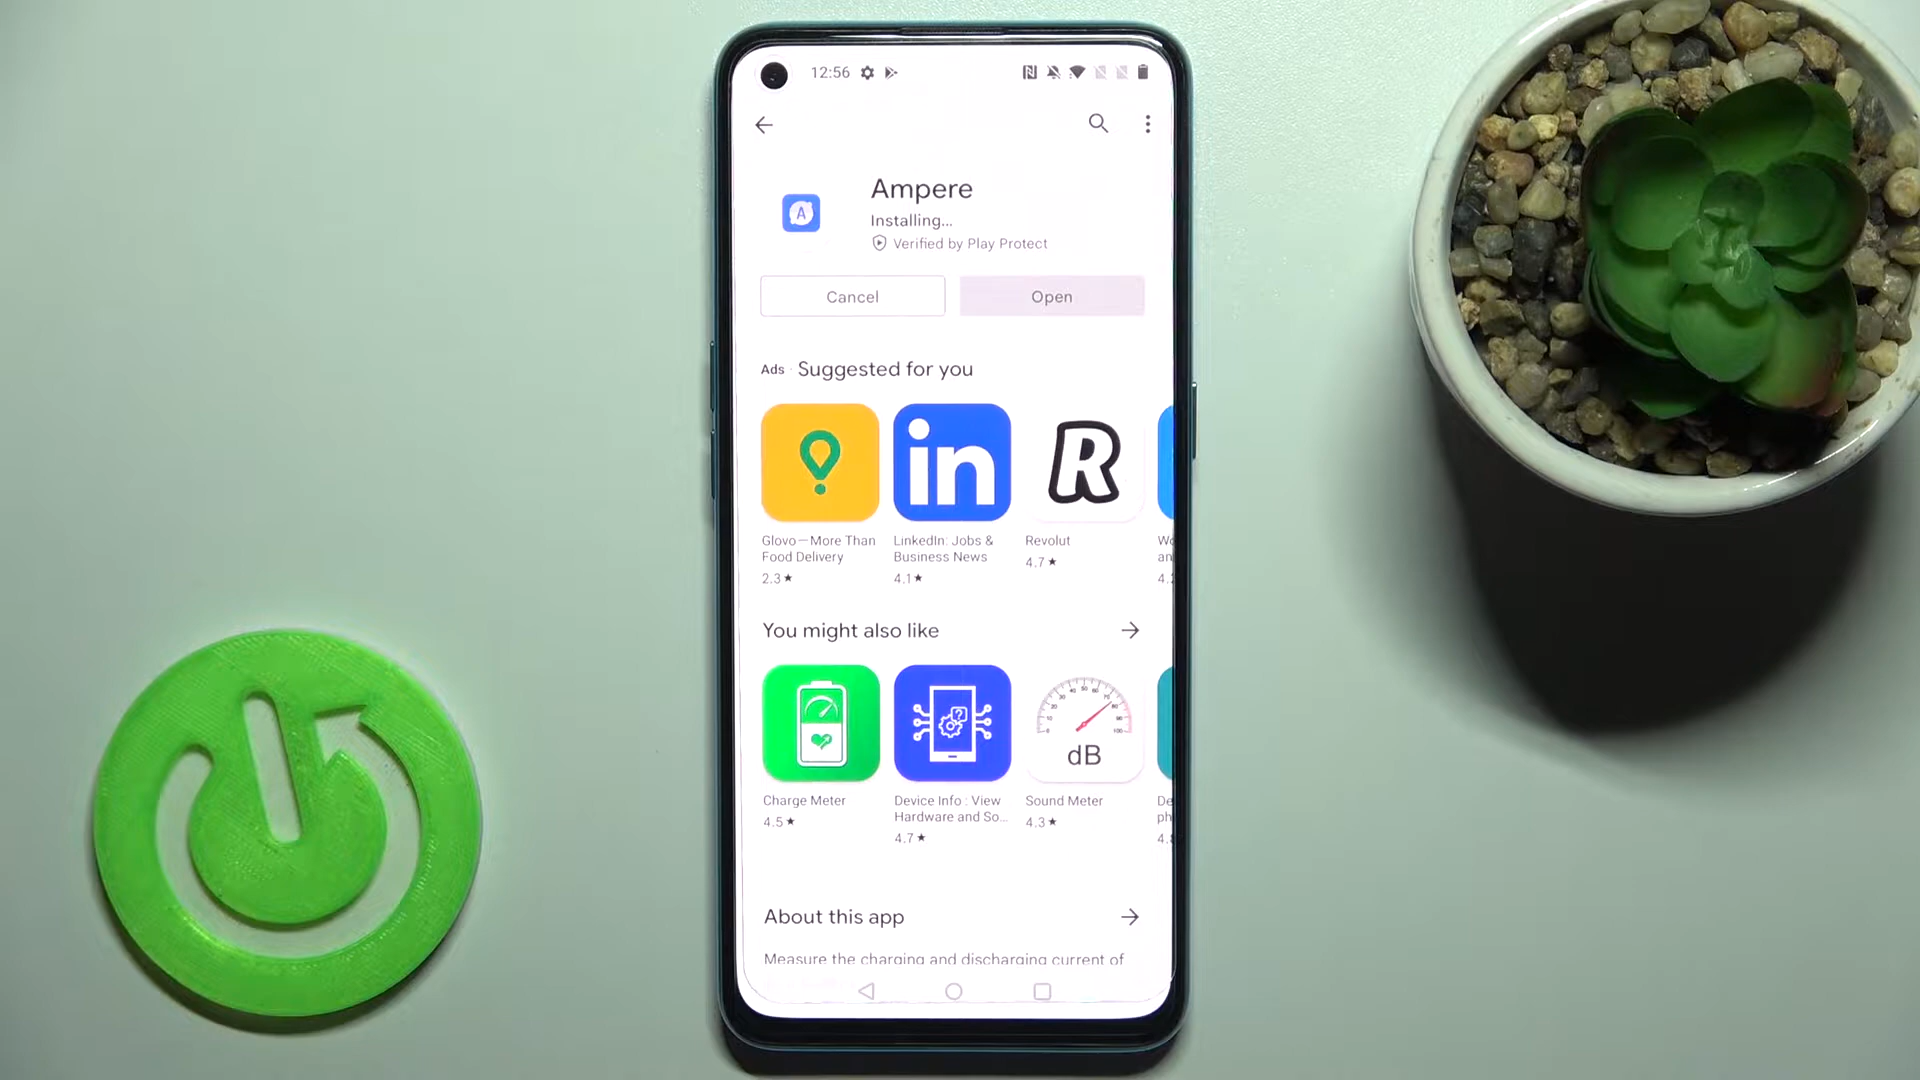 12:56
Ampere
Installing...
Verified by Play Protect
Cancel
Open
Ads · Suggested for you
Glovo—More Than
Food Delivery
2.3★
in
LinkedIn: Jobs &
Business News
4.1★
R
Revolut
4.7★
You might also like
Charge Meter
4.5★
Device Info : View
Hardware and So...
4.7★
dB
Sound Meter
4.3★
About this app
Measure the charging and discharging current of